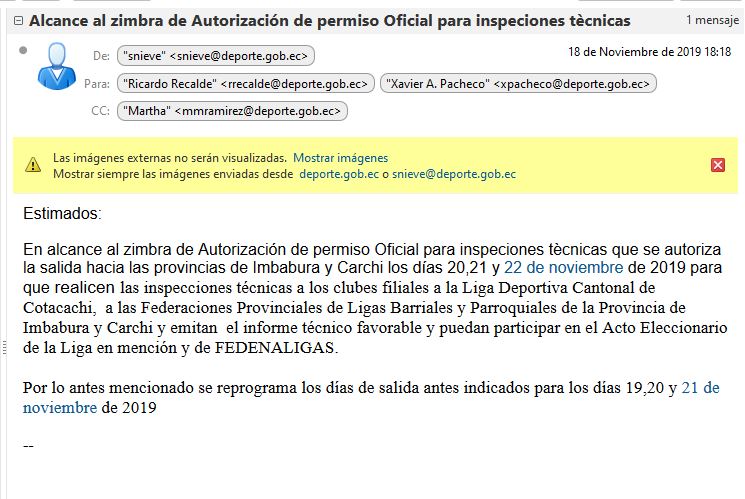 Alcance al zimbra de Autorización de permiso Oficial para inspeciones tècnicas
1 mensaje
De: "snieve" <snieve@deporte.gob.ec>
18 de Noviembre de 2019 18:18
Para: "Ricardo Recalde" <rrecalde@deporte.gob.ec> "Xavier A. Pacheco" <xpacheco@deporte.gob.ec>
CC: "Martha" <mmramirez@deporte.gob.ec>
Las imágenes externas no serán visualizadas. Mostrar imágenes
Mostrar siempre las imágenes enviadas desde deporte.gob.ec o snieve@deporte.gob.ec
Estimados:
En alcance al zimbra de Autorización de permiso Oficial para inspeciones tècnicas que se autoriza
la salida hacia las provincias de Imbabura y Carchi los días 20,21 y 22 de noviembre de 2019 para
que realicen las inspecciones técnicas a los clubes filiales a la Liga Deportiva Cantonal de
Cotacachi, a las Federaciones Provinciales de Ligas Barriales y Parroquiales de la Provincia de
Imbabura y Carchi y emitan el informe técnico favorable y puedan participar en el Acto Eleccionario
de la Liga en mención y de FEDENALIGAS.
Por lo antes mencionado se reprograma los días de salida antes indicados para los días 19,20 y 21 de
noviembre de 2019
--